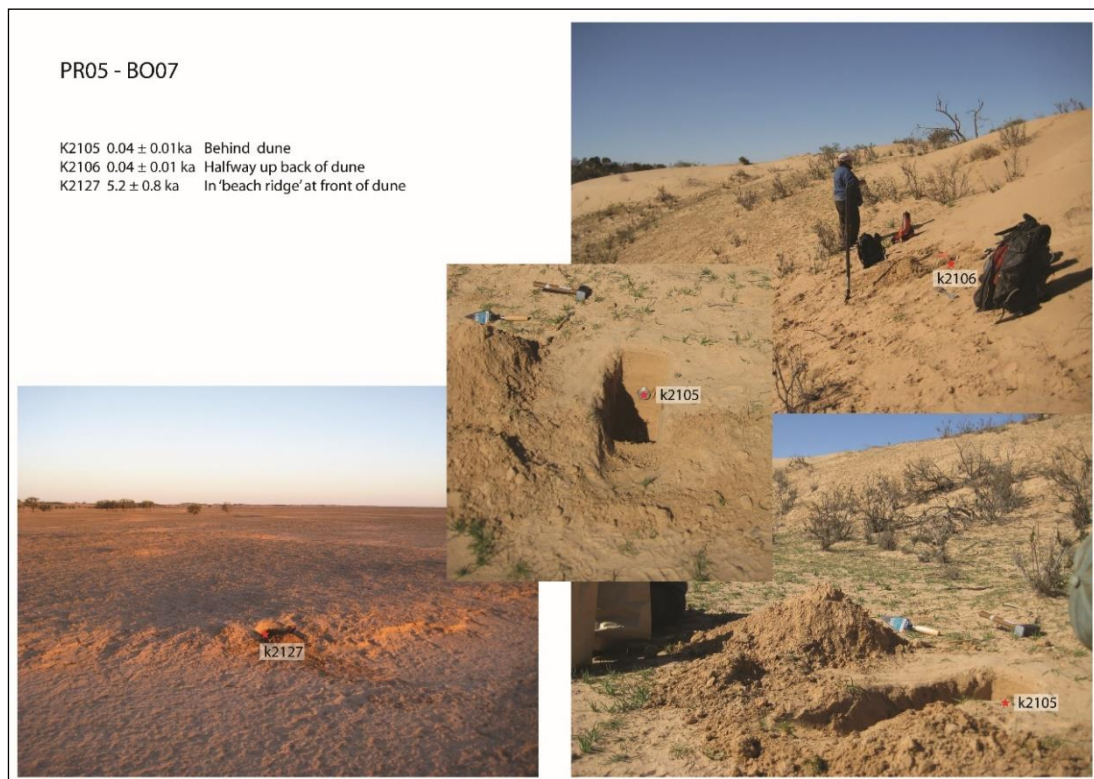 PR05 - BO07
K2105 0.04 ± 0.01ka Behind dune
K2106 0.04 ± 0.01 ka Halfway up back of dune
K2127 5.2 ± 0.8 ka In ‘beach ridge’ at front of dune
k2106
k2105
k2127
k2105